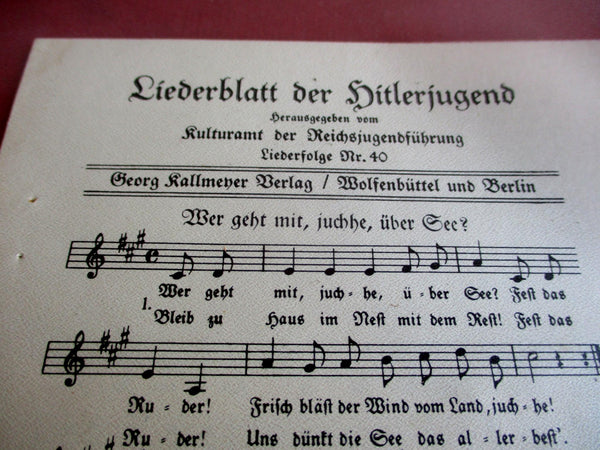 Liederblatt der Hitlerjugend
Herausgegeben vom
Kulturamt der Reichsjugendführung
Liederfolge Nr. 40
Georg Kallmeyer Verlag / Wolfenbüttel und Berlin
Wer geht mit, juchhe, über See?
1. Wer geht mit, juch-he, ü-ber See? Fest das
Bleib zu Haus im Nest mit dem Rest! Fest das
Ru-der! Frisch bläst der Wind vom Land, juch-he!
Ru-der! Uns dünkt die See das al-ler-best'.